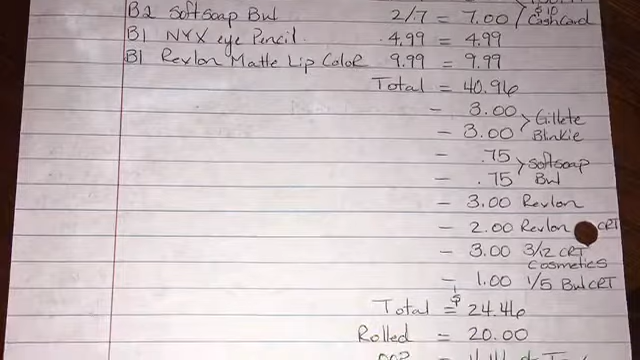 B2 Softsoap BW 2/.7 = 7.00 / $10 CashCard
B1 NYX eye Pencil. 4.99 = 4.99
B1 Revlon Matte Lip Color 9.99 = 9.99
Total = 40.96
- 3.00
- 3.00 > Gillete Blinkie
- .75
- .75 > Softsoap BW
- 3.00 Revlon
- 2.00 Revlon CRT
- 3.00 3/12 CRT Cosmetics
- 1.00 1/5 BW CRT
Total = $24.46
Rolled = 20.00